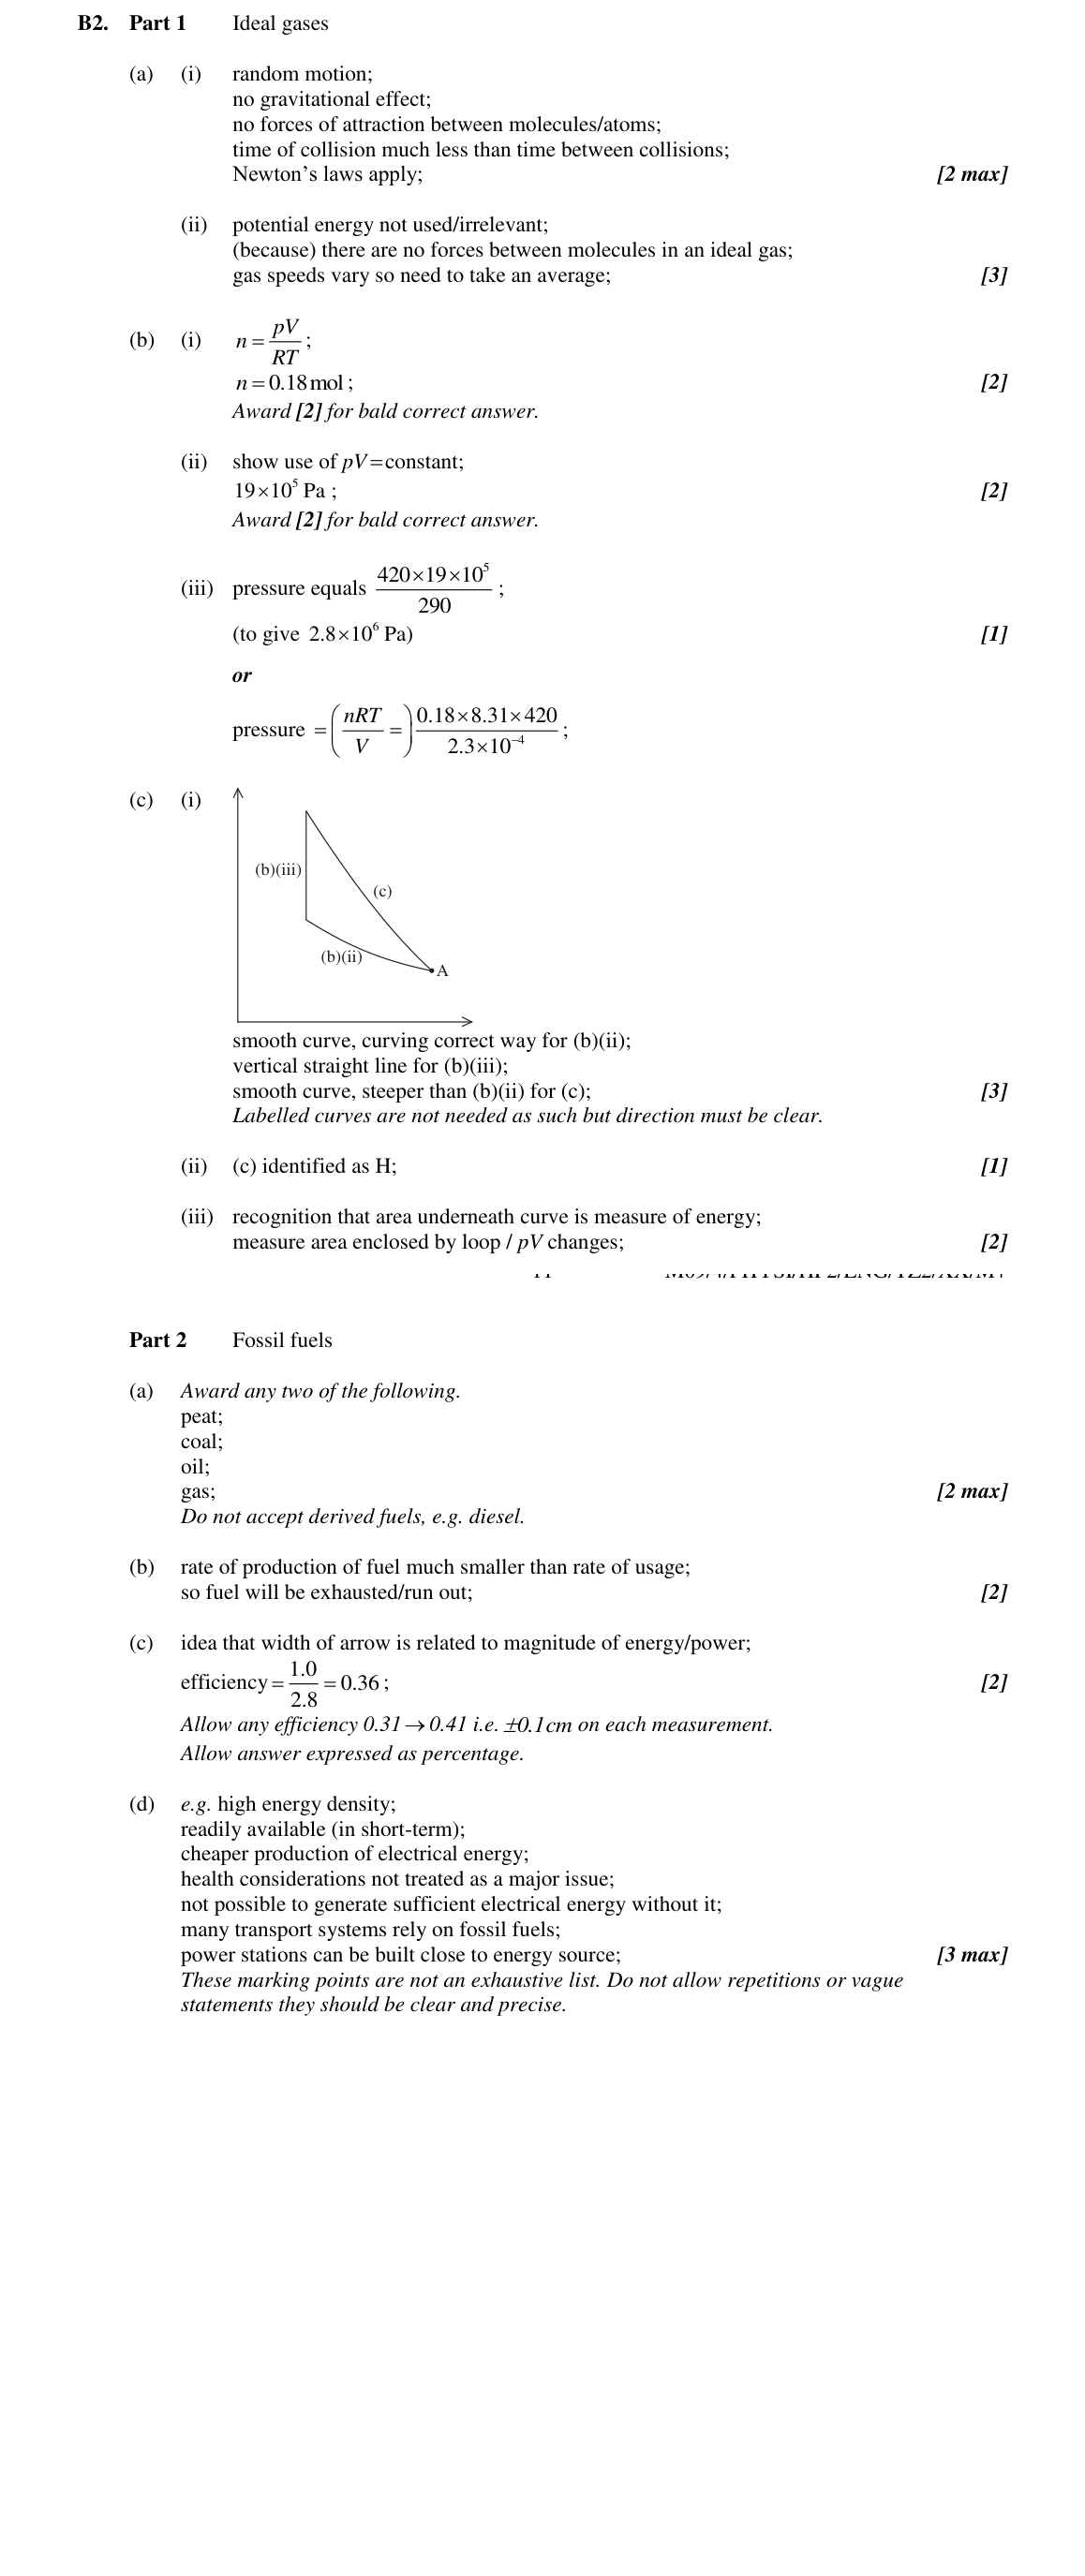 B2. Part 1 Ideal gases
(a) (i) random motion;
no gravitational effect;
no forces of attraction between molecules/atoms;
time of collision much less than time between collisions;
Newton's laws apply; [2 max]
(ii) potential energy not used/irrelevant;
(because) there are no forces between molecules in an ideal gas;
gas speeds vary so need to take an average; [3]
(b) (i) n = pV/RT ;
n = 0.18 mol ; [2]
Award [2] for bald correct answer.
(ii) show use of pV = constant;
19×10⁵ Pa ; [2]
Award [2] for bald correct answer.
(iii) pressure equals 420×19×10⁵/290 ;
(to give 2.8×10⁶ Pa) [1]
or
pressure = (nRT/V =) 0.18×8.31×420/2.3×10⁻⁴ ;
(c) (i)
(b)(iii)
(c)
(b)(ii)
A
smooth curve, curving correct way for (b)(ii);
vertical straight line for (b)(iii);
smooth curve, steeper than (b)(ii) for (c); [3]
Labelled curves are not needed as such but direction must be clear.
(ii) (c) identified as H; [1]
(iii) recognition that area underneath curve is measure of energy;
measure area enclosed by loop / pV changes; [2]
Part 2 Fossil fuels
(a) Award any two of the following.
peat;
coal;
oil;
gas; [2 max]
Do not accept derived fuels, e.g. diesel.
(b) rate of production of fuel much smaller than rate of usage;
so fuel will be exhausted/run out; [2]
(c) idea that width of arrow is related to magnitude of energy/power;
efficiency = 1.0/2.8 = 0.36 ; [2]
Allow any efficiency 0.31→0.41 i.e. ±0.1cm on each measurement.
Allow answer expressed as percentage.
(d) e.g. high energy density;
readily available (in short-term);
cheaper production of electrical energy;
health considerations not treated as a major issue;
not possible to generate sufficient electrical energy without it;
many transport systems rely on fossil fuels;
power stations can be built close to energy source; [3 max]
These marking points are not an exhaustive list. Do not allow repetitions or vague
statements they should be clear and precise.